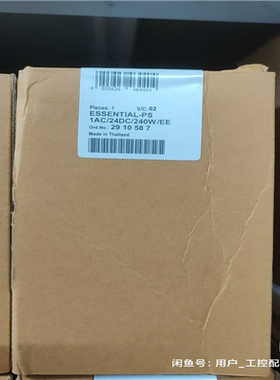 Pieces: 1 V/C: 02
ESSENTIAL-PS
1AC/24DC/240W/EE
Ord.No.: 29 10 58 7
Made in Thailand
闲鱼号：用户_工控配